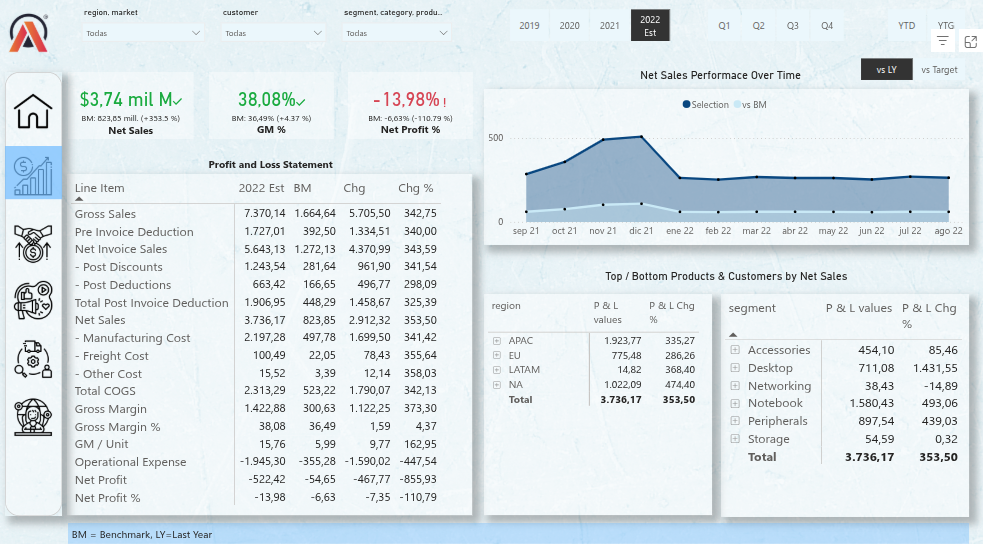 region, market
customer
segment, category, produ...
Todas
Todas
Todas
2019 2020 2021 2022 Est Q1 Q2 Q3 Q4 YTD YTG
vs LY vs Target
$3,74 mil M
BM: 823,85 mill. (+353.5 %)
Net Sales
38,08%
BM: 36,49% (+4.37 %)
GM %
-13,98%!
BM: -6,63% (-110.79 %)
Net Profit %
Net Sales Performace Over Time
Selection vs BM
500
0
sep 21 oct 21 nov 21 dic 21 ene 22 feb 22 mar 22 abr 22 may 22 jun 22 jul 22 ago 22
Profit and Loss Statement
Line Item 2022 Est BM Chg Chg %
Gross Sales 7.370,14 1.664,64 5.705,50 342,75
Pre Invoice Deduction 1.727,01 392,50 1.334,51 340,00
Net Invoice Sales 5.643,13 1.272,13 4.370,99 343,59
- Post Discounts 1.243,54 281,64 961,90 341,54
- Post Deductions 663,42 166,65 496,77 298,09
Total Post Invoice Deduction 1.906,95 448,29 1.458,67 325,39
Net Sales 3.736,17 823,85 2.912,32 353,50
- Manufacturing Cost 2.197,28 497,78 1.699,50 341,42
- Freight Cost 100,49 22,05 78,43 355,64
- Other Cost 15,52 3,39 12,14 358,03
Total COGS 2.313,29 523,22 1.790,07 342,13
Gross Margin 1.422,88 300,63 1.122,25 373,30
Gross Margin % 38,08 36,49 1,59 4,37
GM / Unit 15,76 5,99 9,77 162,95
Operational Expense -1.945,30 -355,28 -1.590,02 -447,54
Net Profit -522,42 -54,65 -467,77 -855,93
Net Profit % -13,98 -6,63 -7,35 -110,79
Top / Bottom Products & Customers by Net Sales
region P & L values P & L Chg %
APAC 1.923,77 335,27
EU 775,48 286,26
LATAM 14,82 368,40
NA 1.022,09 474,40
Total 3.736,17 353,50
segment P & L values P & L Chg %
Accessories 454,10 85,46
Desktop 711,08 1.431,55
Networking 38,43 -14,89
Notebook 1.580,43 493,06
Peripherals 897,54 439,03
Storage 54,59 0,32
Total 3.736,17 353,50
BM = Benchmark, LY=Last Year